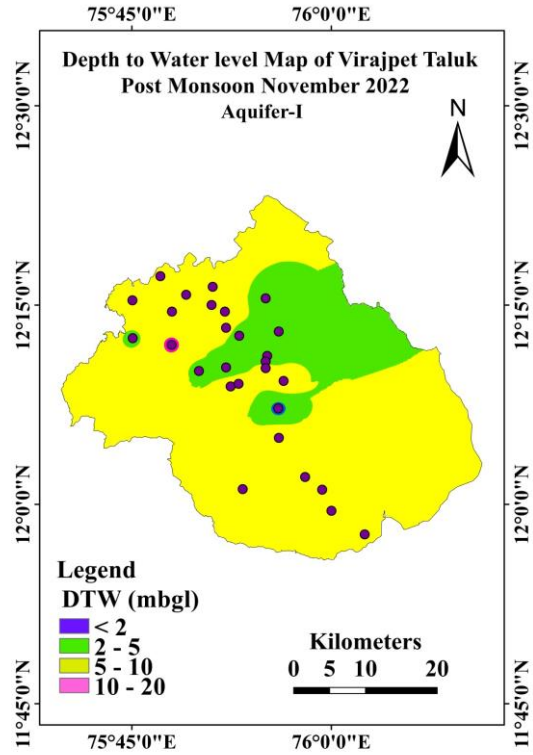 75°45'0"E 76°0'0"E
Depth to Water level Map of Virajpet Taluk
Post Monsoon November 2022
Aquifer-I
N
12°30'0"N 12°30'0"N
12°15'0"N 12°15'0"N
12°0'0"N 12°0'0"N
Legend
DTW (mbgl)
< 2
2 - 5
5 - 10
10 - 20
Kilometers
0 5 10 20
11°45'0"N 11°45'0"N
75°45'0"E 76°0'0"E